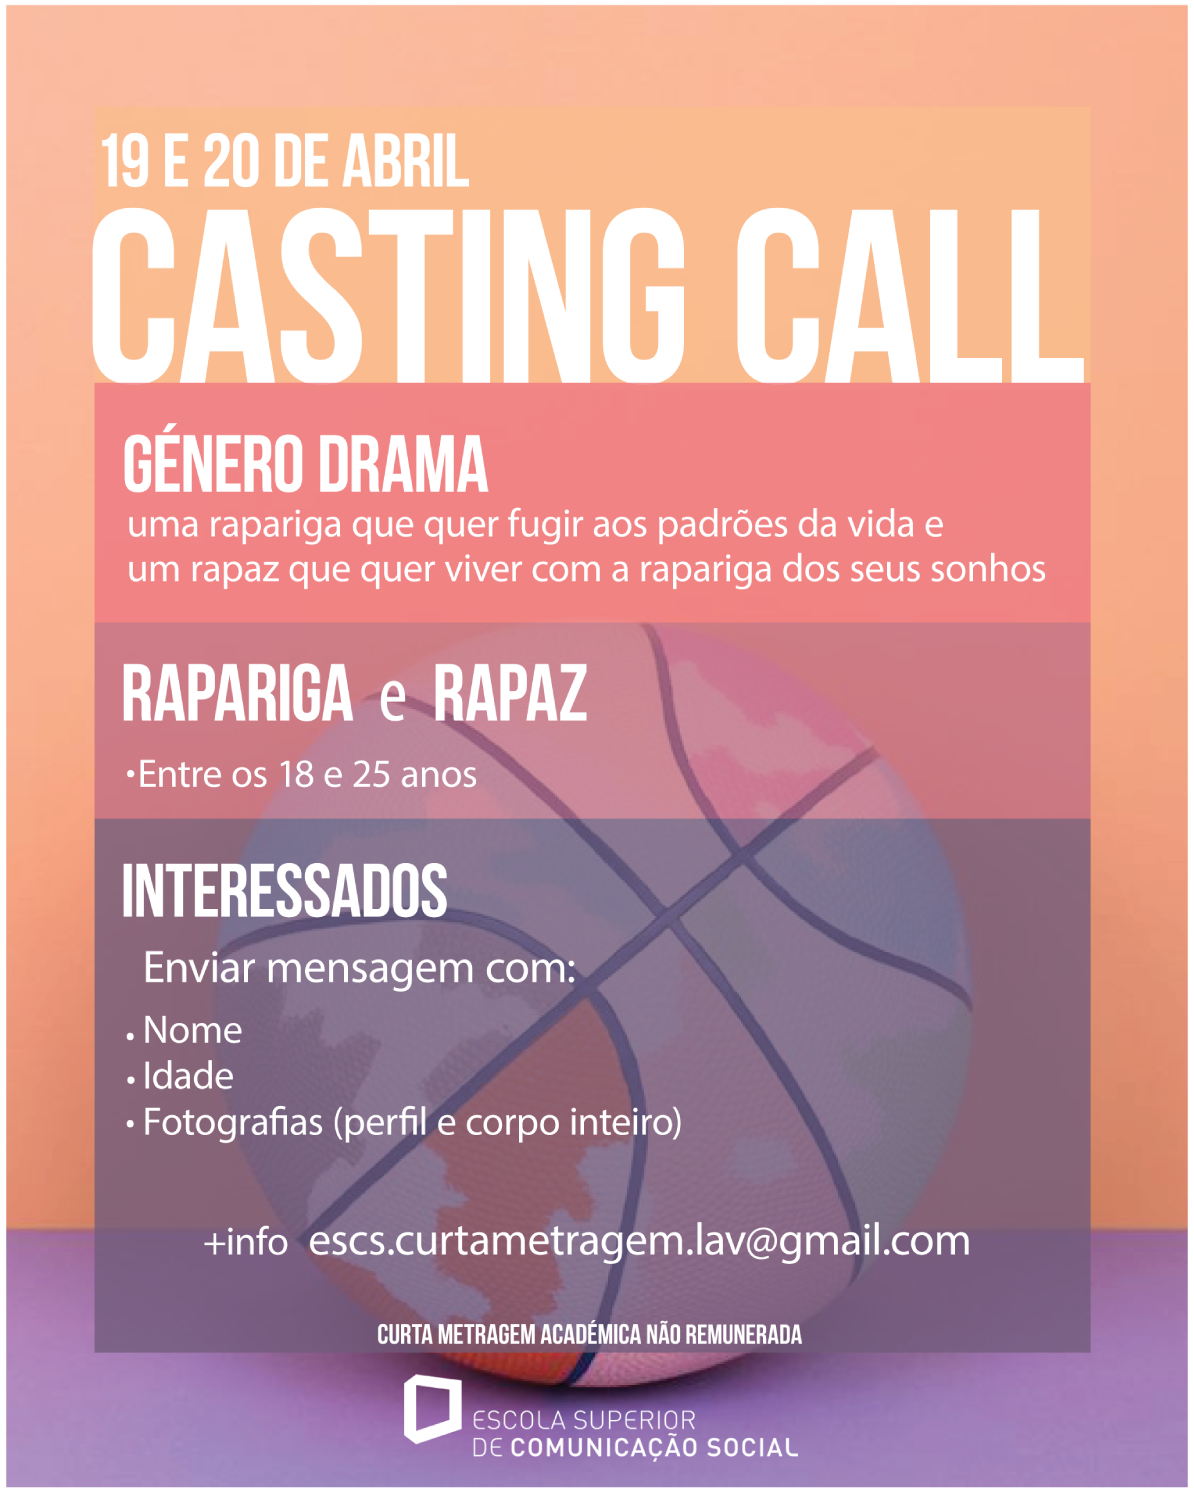 19 E 20 DE ABRIL
CASTING CALL
GÉNERO DRAMA
uma rapariga que quer fugir aos padrões da vida e
um rapaz que quer viver com a rapariga dos seus sonhos
RAPARIGA e RAPAZ
•Entre os 18 e 25 anos
INTERESSADOS
Enviar mensagem com:
• Nome
• Idade
• Fotografias (perfil e corpo inteiro)
+info escs.curtametragem.lav@gmail.com
CURTA METRAGEM ACADÉMICA NÃO REMUNERADA
ESCOLA SUPERIOR
DE COMUNICAÇÃO SOCIAL